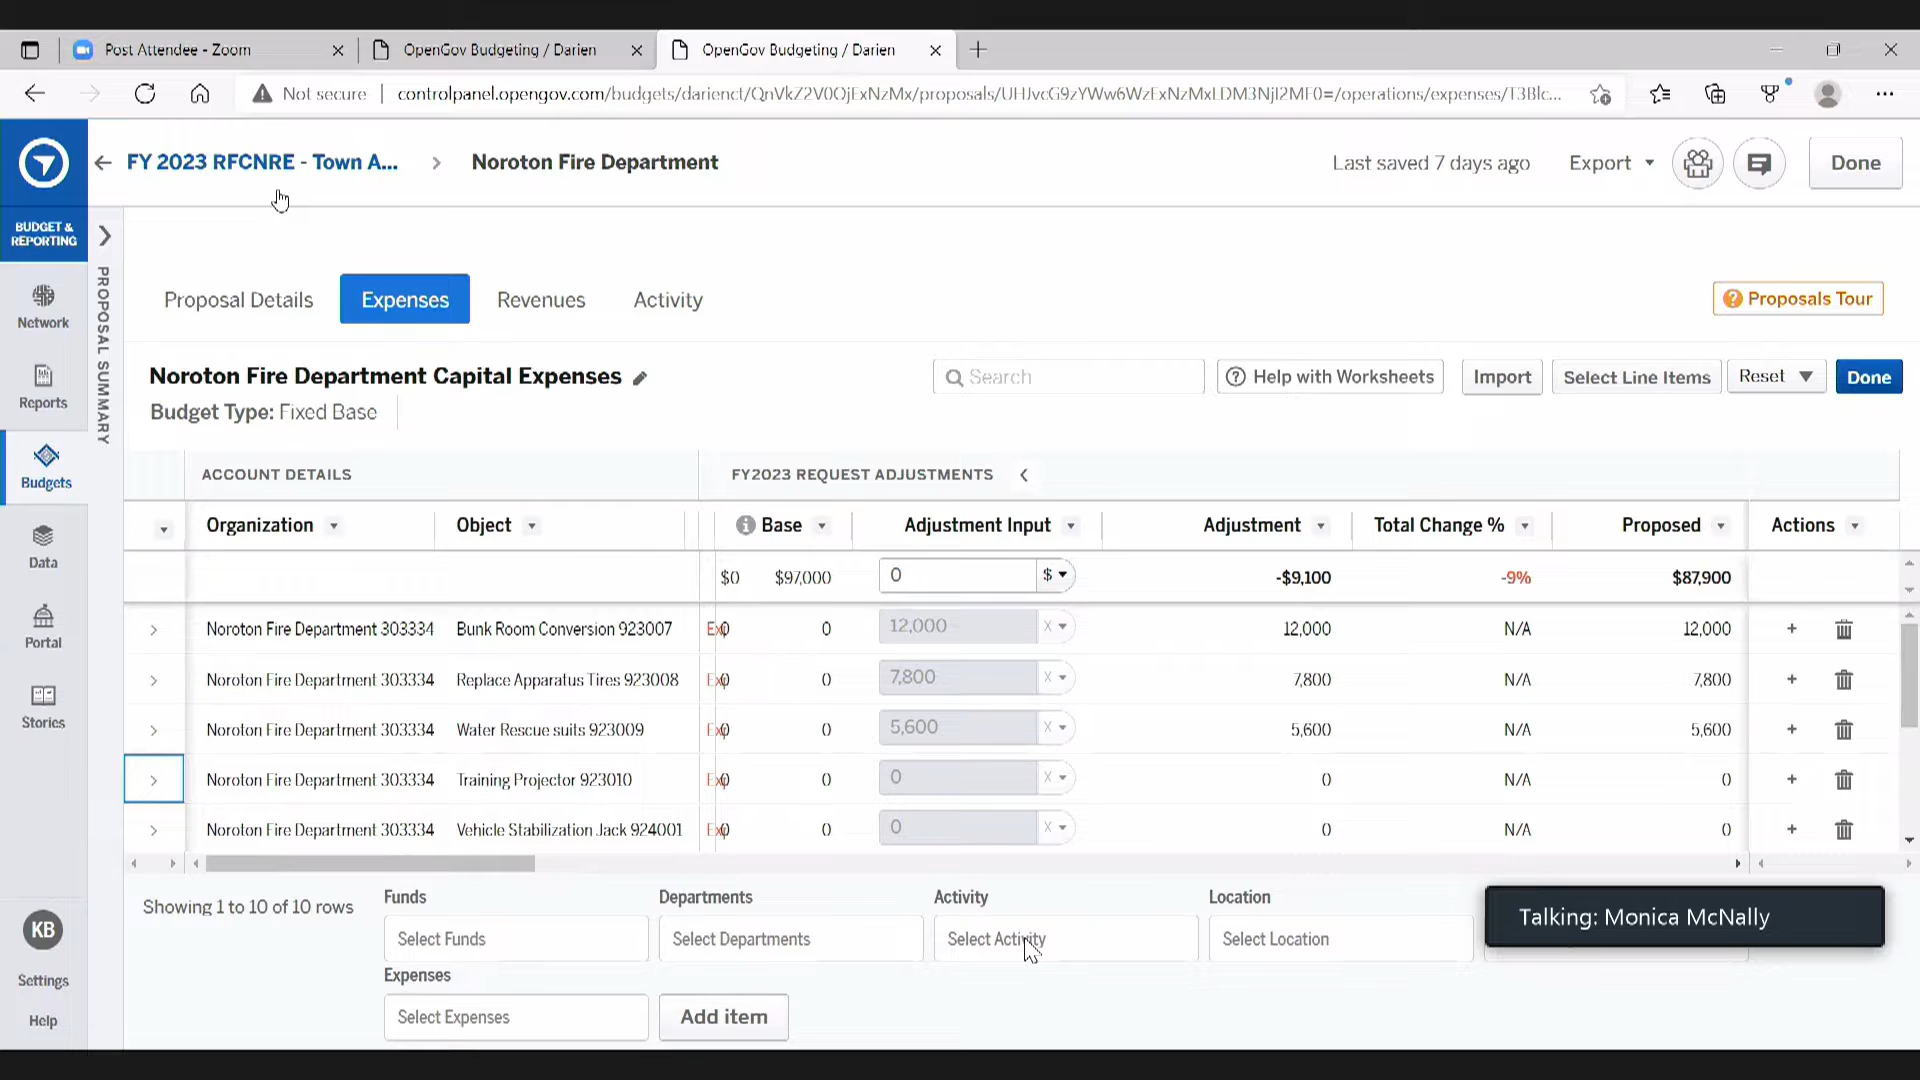 Post Attendee - Zoom
OpenGov Budgeting / Darien
OpenGov Budgeting / Darien
Not secure
controlpanel.opengov.com/budgets/darienct/QnVkZ2V0OjExNzMx/proposals/UHJvcG9zYWw6WzExNzMxLDM3NjI2MF0=/operations/expenses/T3Blc...
FY 2023 RFCNRE - Town A...
Noroton Fire Department
Last saved 7 days ago
Export
Done
BUDGET &
REPORTING
Network
Reports
Budgets
Data
Portal
Stories
KB
Settings
Help
PROPOSAL SUMMARY
Proposal Details
Expenses
Revenues
Activity
Proposals Tour
Noroton Fire Department Capital Expenses
Search
Help with Worksheets
Import
Select Line Items
Reset
Done
Budget Type: Fixed Base
ACCOUNT DETAILS
FY2023 REQUEST ADJUSTMENTS
Organization Object Base Adjustment Input Adjustment Total Change % Proposed Actions
$0 $97,000 0 $ -$9,100 -9% $87,900
Noroton Fire Department 303334 Bunk Room Conversion 923007 0 0 12,000 X 12,000 N/A 12,000 +
Noroton Fire Department 303334 Replace Apparatus Tires 923008 0 0 7,800 X 7,800 N/A 7,800 +
Noroton Fire Department 303334 Water Rescue suits 923009 0 0 5,600 X 5,600 N/A 5,600 +
Noroton Fire Department 303334 Training Projector 923010 0 0 0 X 0 N/A 0 +
Noroton Fire Department 303334 Vehicle Stabilization Jack 924001 0 0 0 X 0 N/A 0 +
Showing 1 to 10 of 10 rows
Funds
Select Funds
Departments
Select Departments
Activity
Select Activity
Location
Select Location
Talking: Monica McNally
Expenses
Select Expenses
Add item